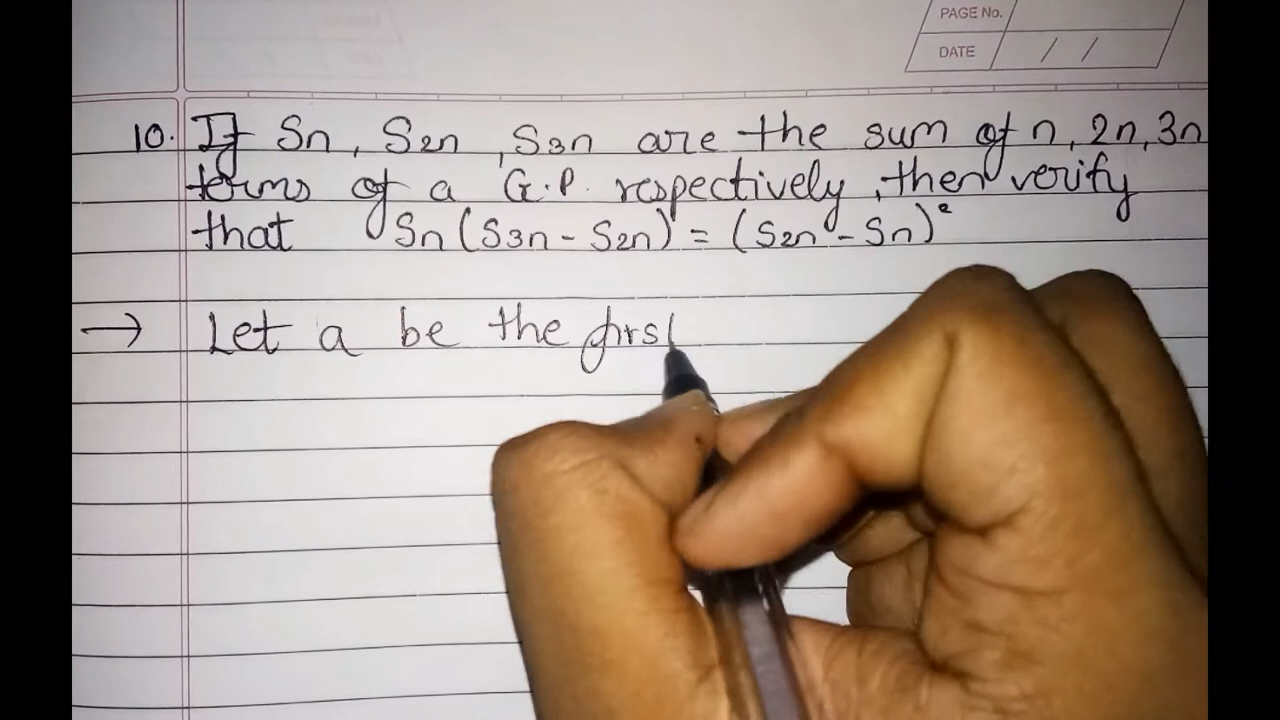 PAGE No.
DATE / /
10. If Sn, S2n, S3n are the sum of n, 2n, 3n
terms of a G.P. respectively, then verify
that Sn(S3n - S2n) = (S2n - Sn)²
→ Let a be the first